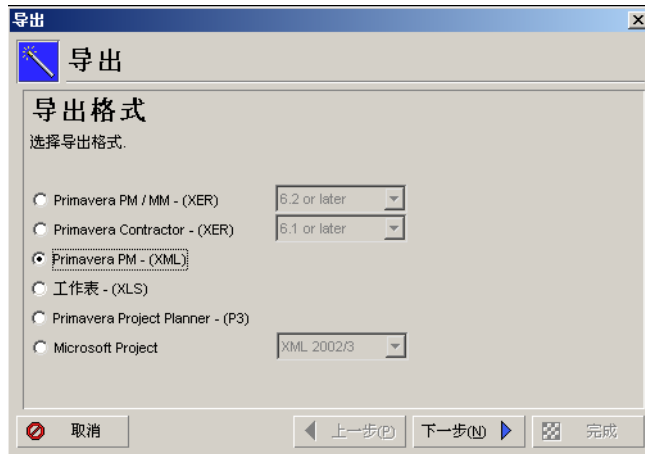 导出
导出
导出格式
选择导出格式.
Primavera PM / MM - (XER) 6.2 or later
Primavera Contractor - (XER) 6.1 or later
Primavera PM - (XML)
工作表 - (XLS)
Primavera Project Planner - (P3)
Microsoft Project XML 2002/3
取消 上一步(P) 下一步(N) 完成